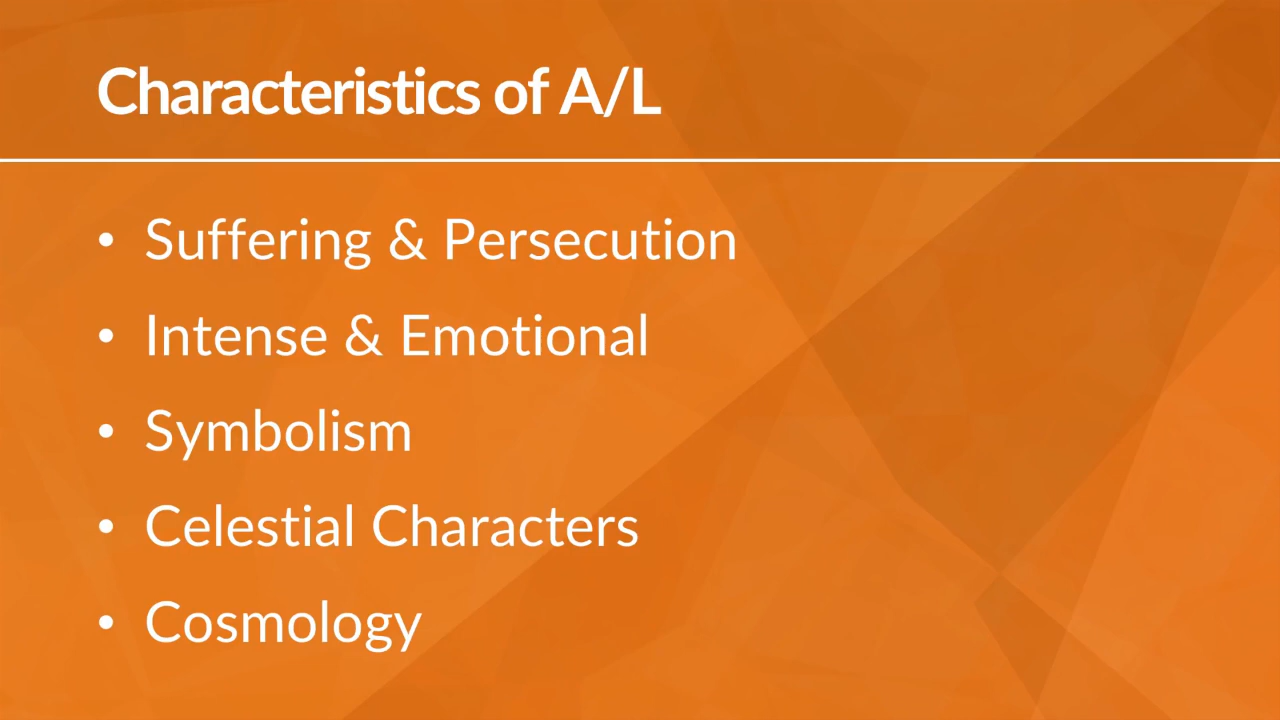 Characteristics of A/L
• Suffering & Persecution
• Intense & Emotional
• Symbolism
• Celestial Characters
• Cosmology